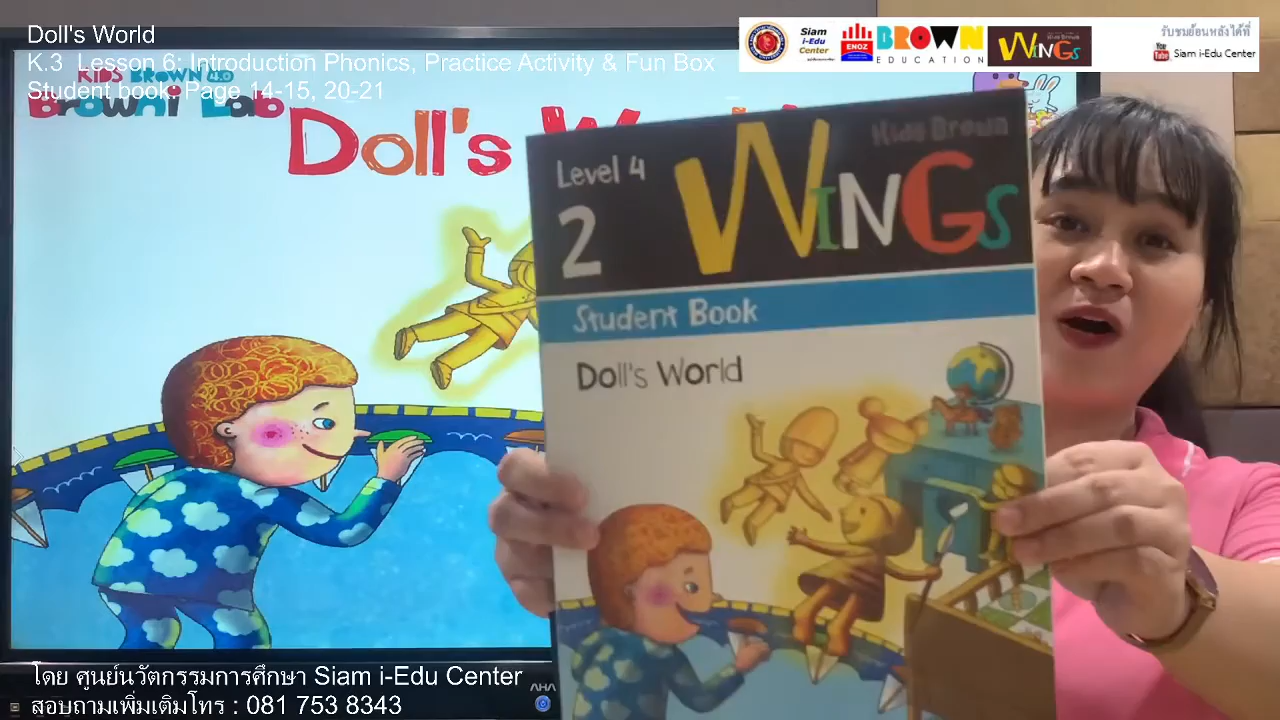 Doll's World
K.3 Lesson 6: Introduction Phonics, Practice Activity & Fun Box
Student book: Page 14-15, 20-21
Siam
i-Edu
Center
ENOZ
BROWN
EDUCATION
Kids Brown
WINGS
รับชมย้อนหลังได้ที่
You
Tube
Siam i-Edu Center
KIDS BROWN 4.0
Browni Lab
Doll's
Level 4
2
Kids Brown
WINGS
Student Book
Doll's World
โดย ศูนย์นวัตกรรมการศึกษา Siam i-Edu Center
สอบถามเพิ่มเติมโทร : 081 753 8343
AHA